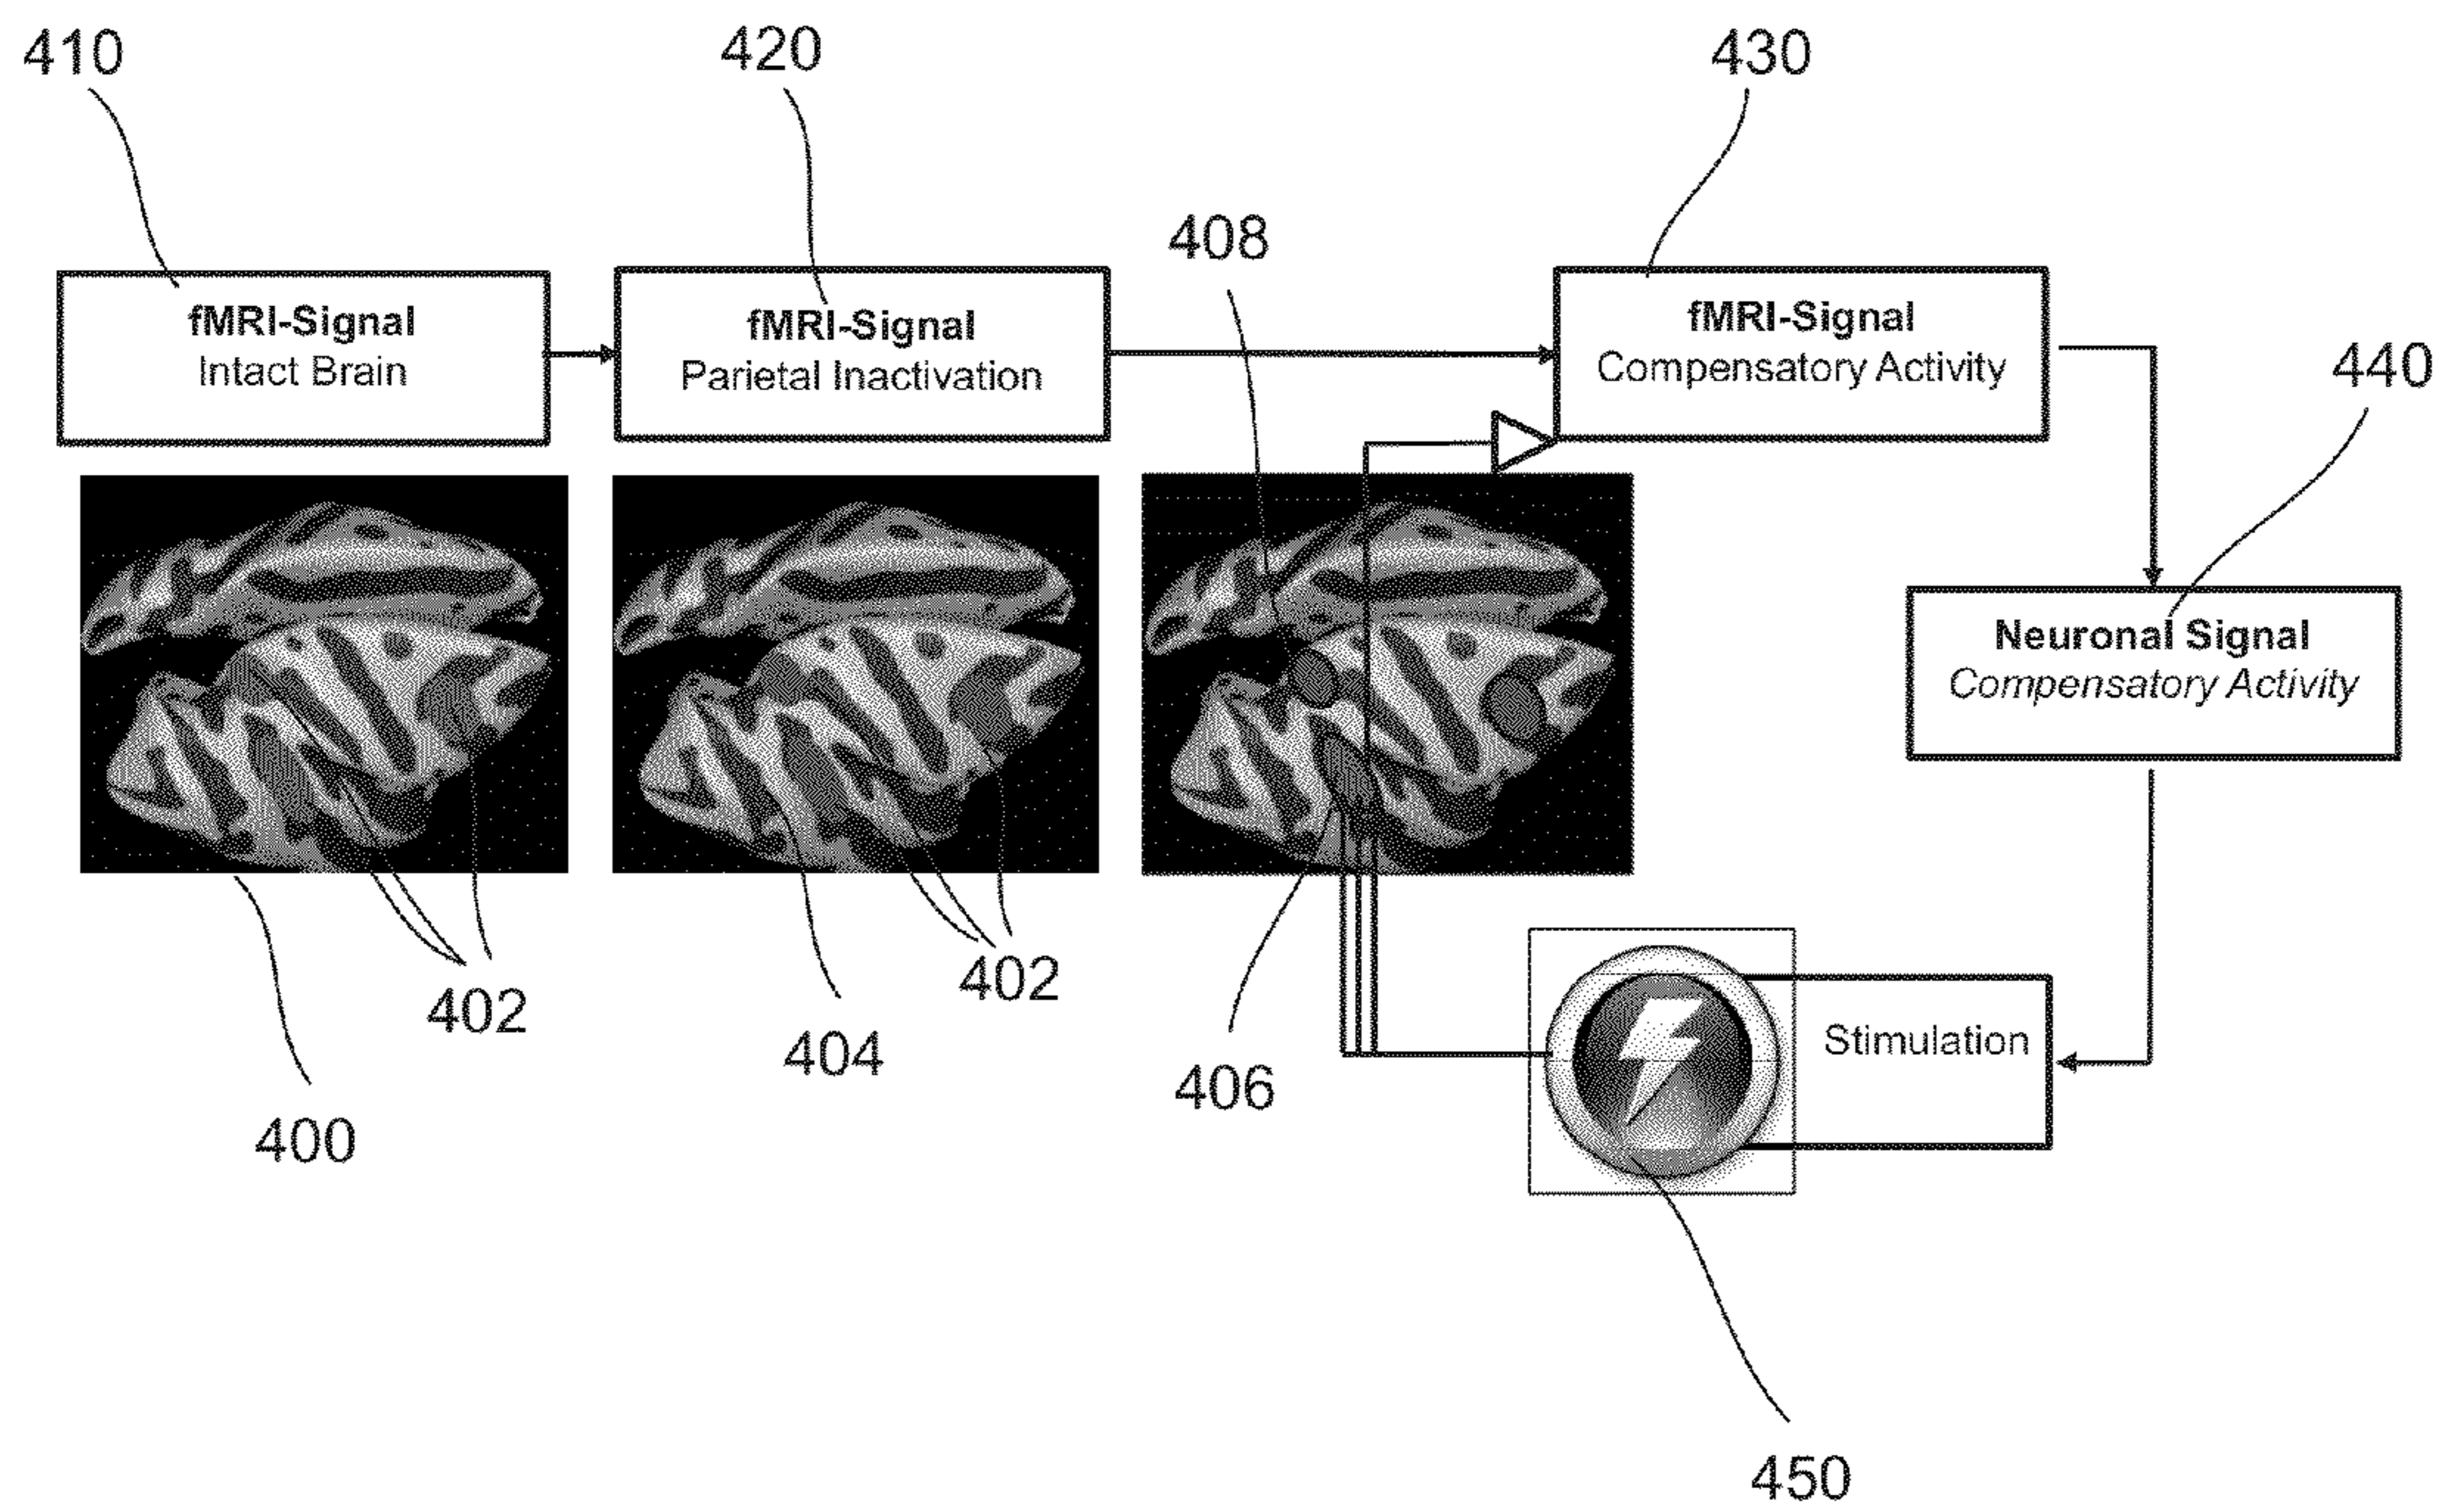 410
420
430
408
440
fMRI-Signal
Intact Brain
fMRI-Signal
Parietal Inactivation
fMRI-Signal
Compensatory Activity
Neuronal Signal
Compensatory Activity
402
402
404
406
400
Stimulation
450